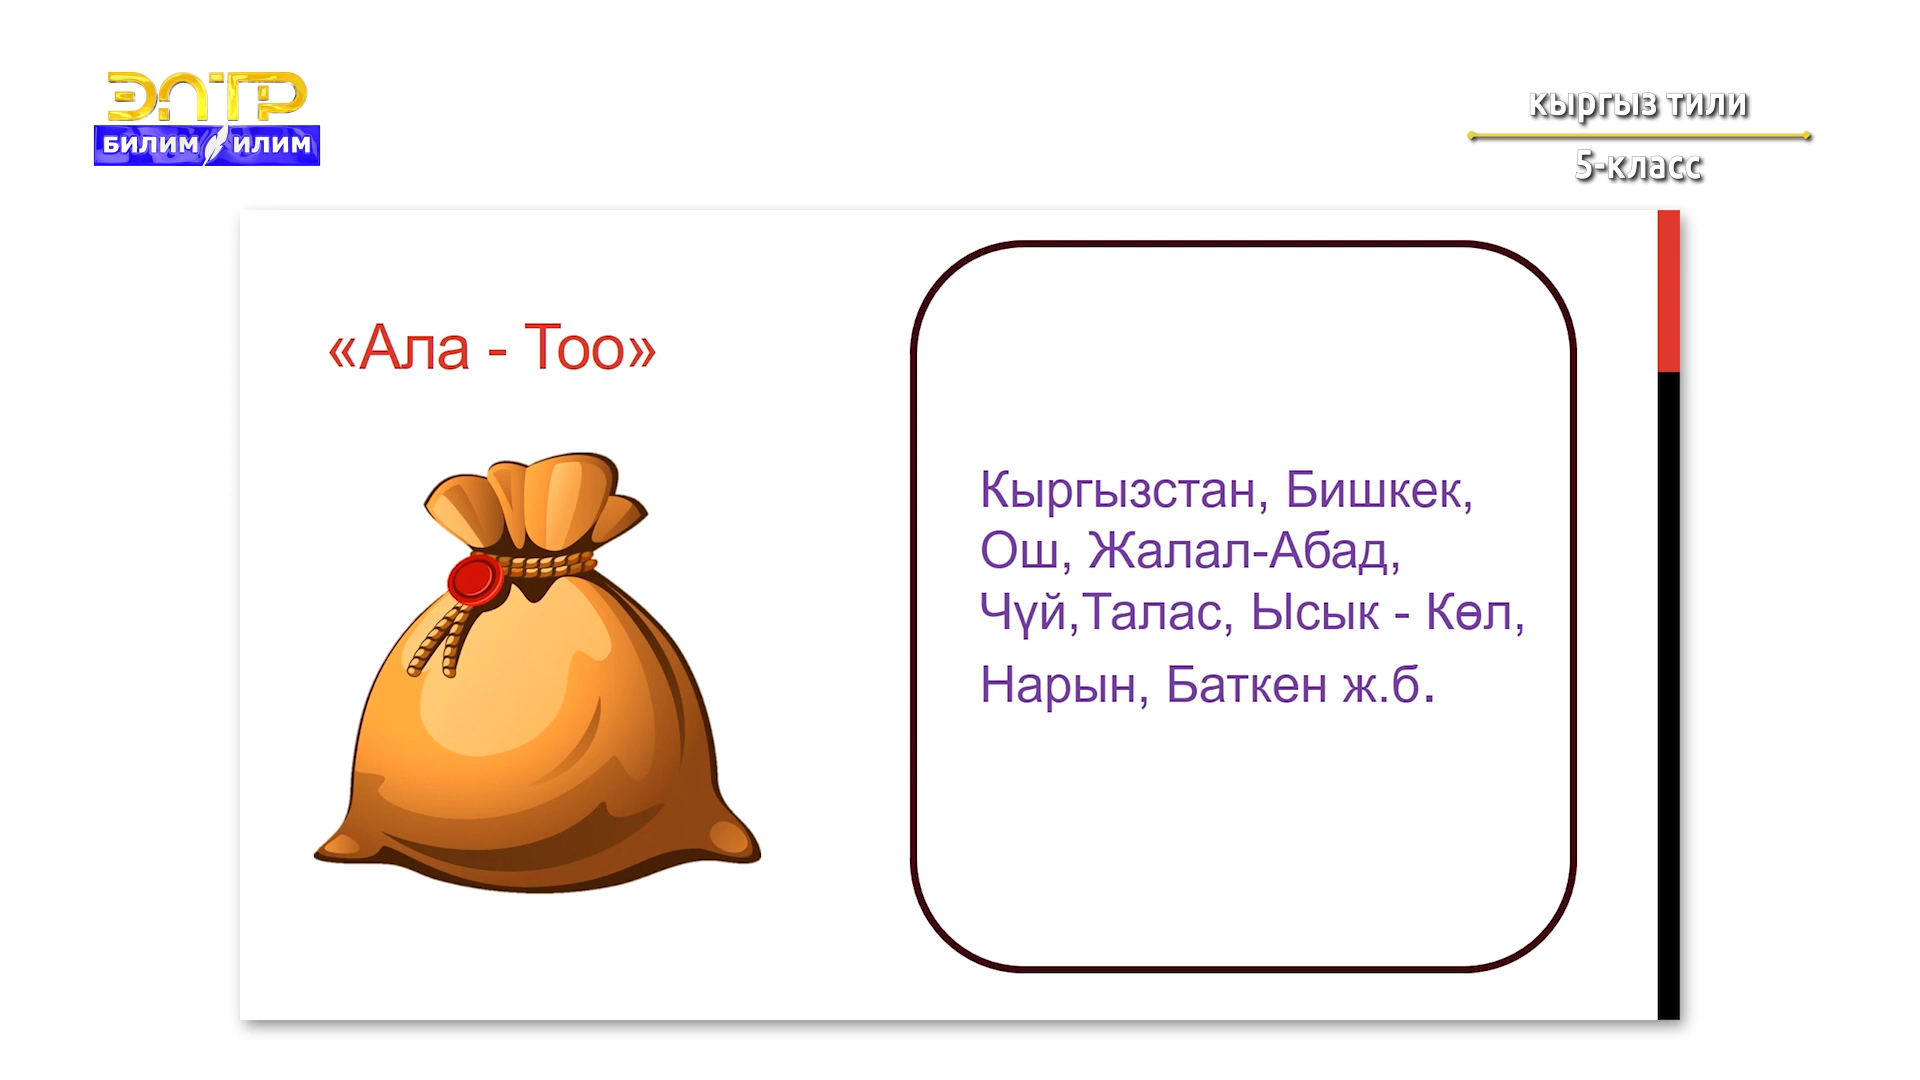 ЭЛТР
БИЛИМ ИЛИМ
кыргыз тили
5-класс
«Ала - Тоо»
Кыргызстан, Бишкек,
Ош, Жалал-Абад,
Чүй,Талас, Ысык - Көл,
Нарын, Баткен ж.б.